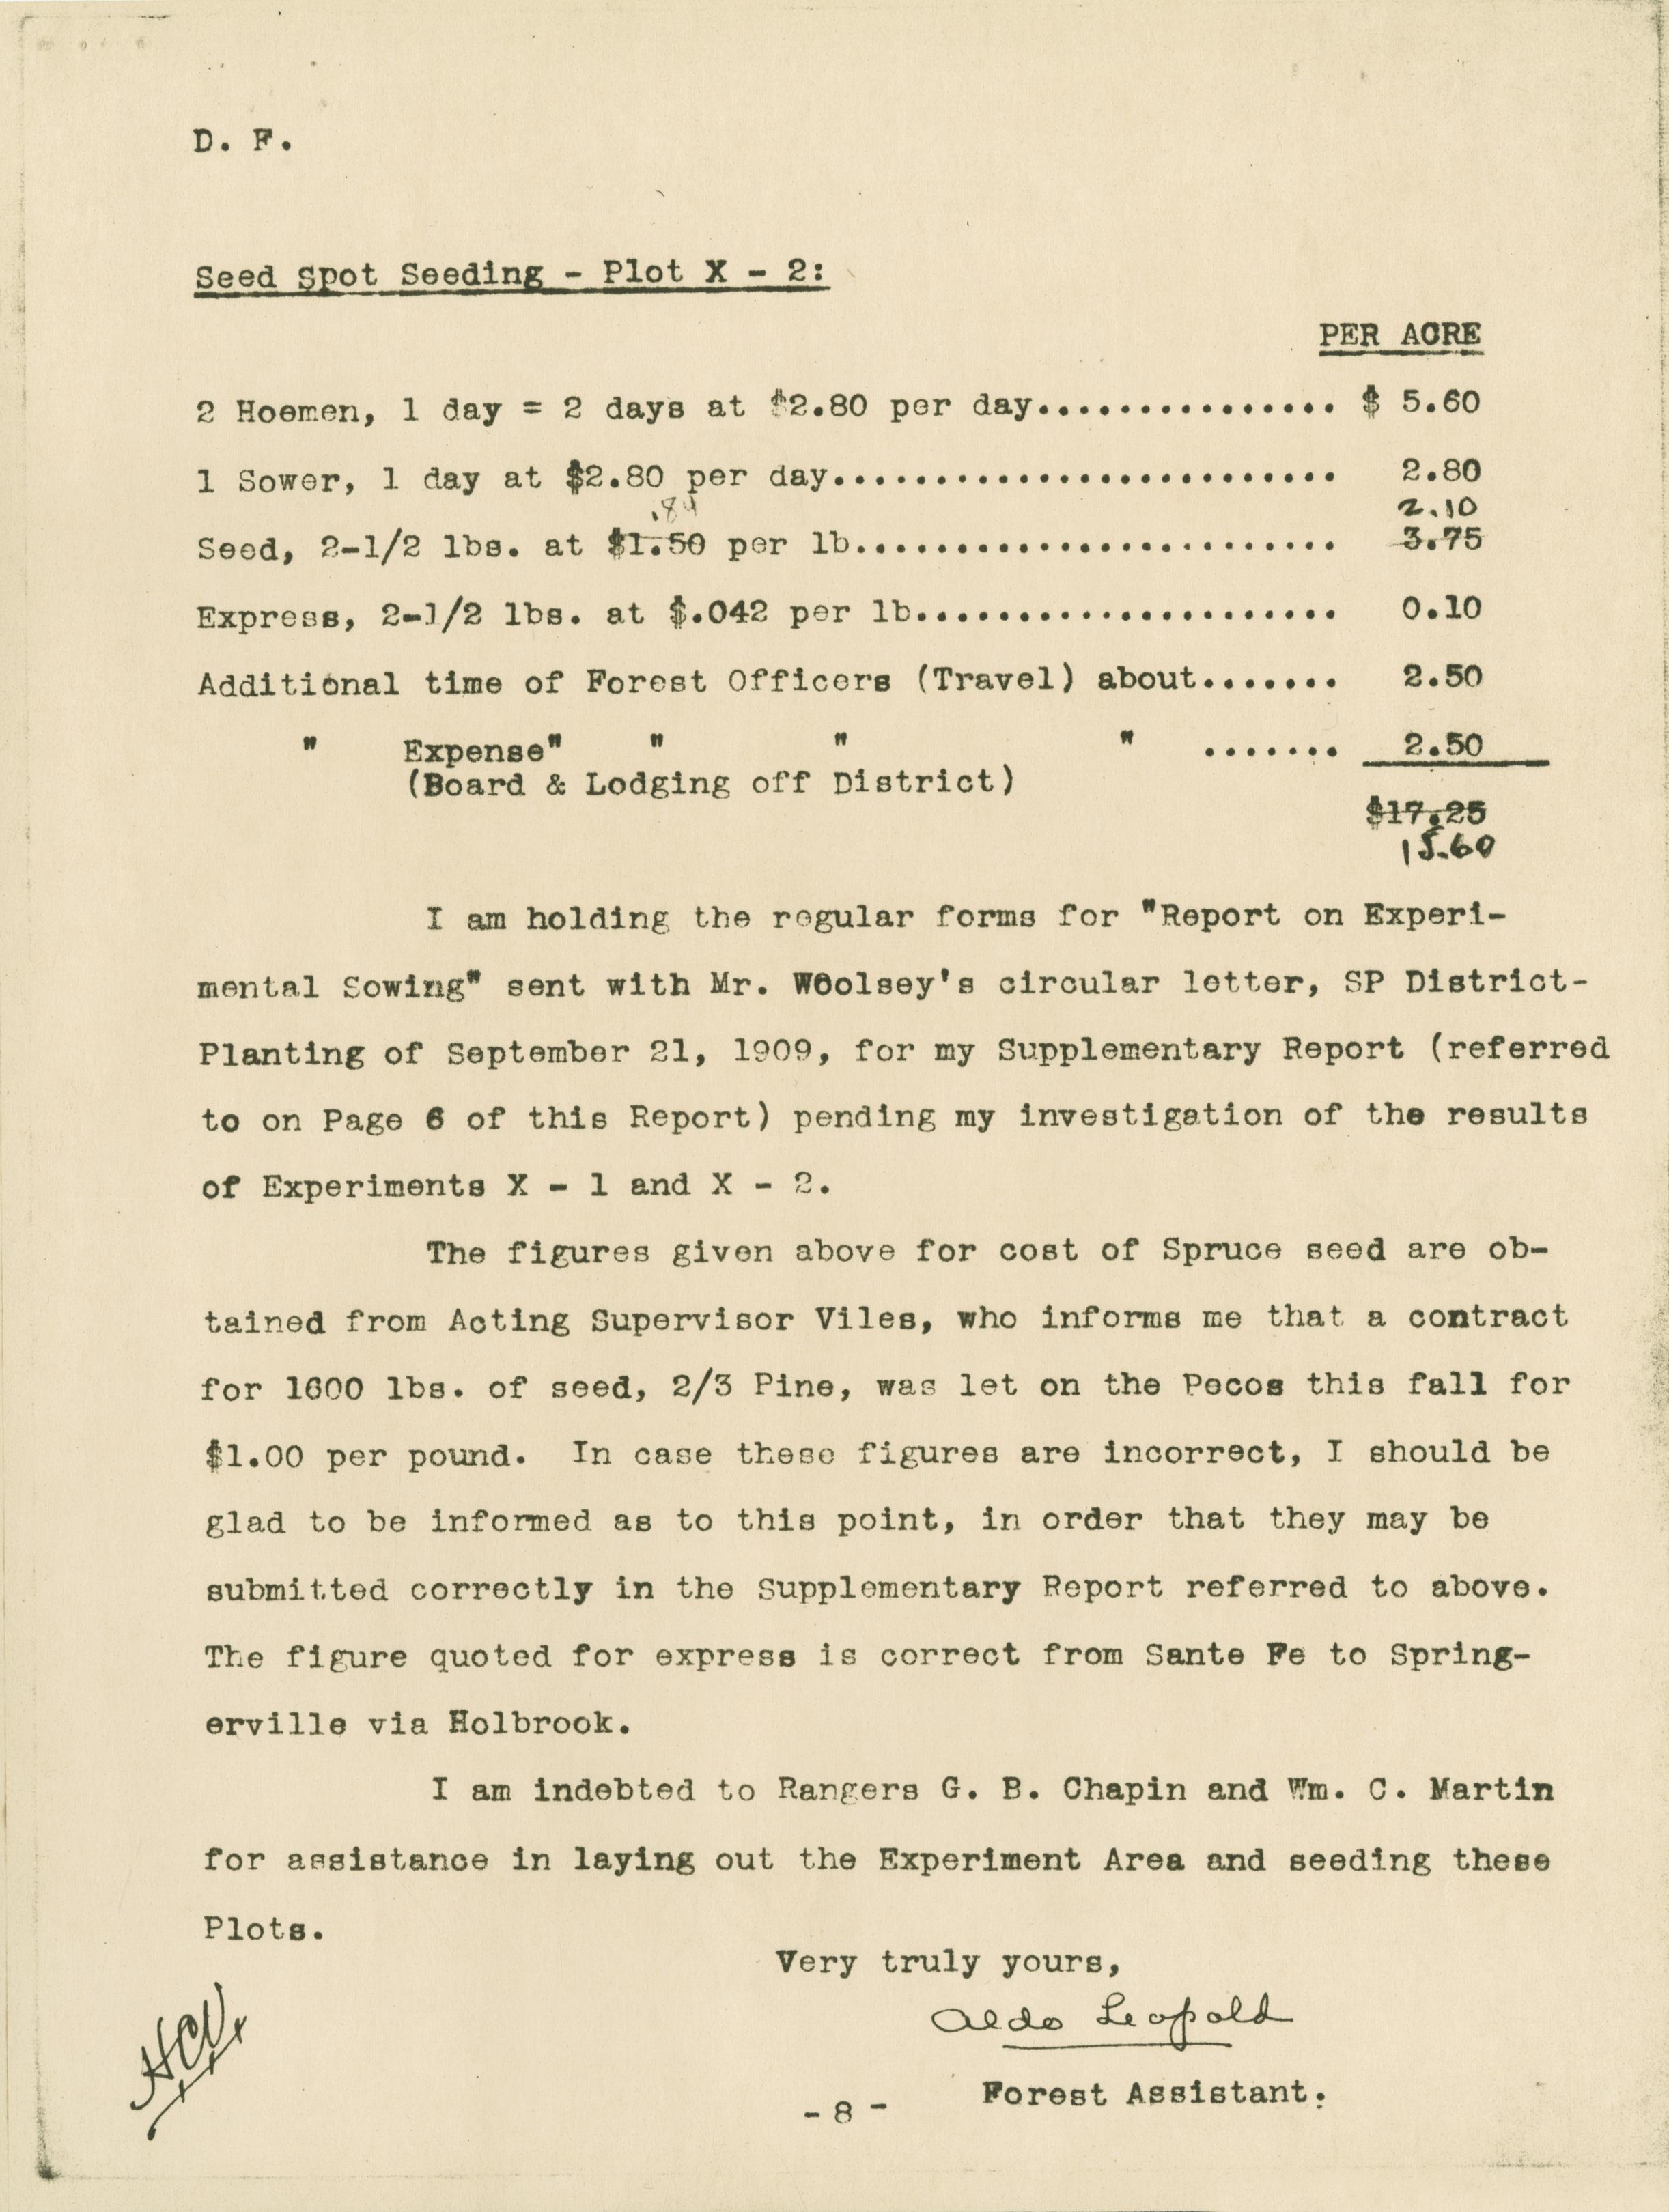 D. F.
Seed Spot Seeding - Plot X - 2:
PER ACRE
2 Hoemen, 1 day = 2 days at $2.80 per day............... $ 5.60
1 Sower, 1 day at $2.80 per day......................... 2.80
.84 2.10
Seed, 2-1/2 lbs. at $1.50 per lb........................ 3.75
Express, 2-1/2 lbs. at $.042 per lb..................... 0.10
Additional time of Forest Officers (Travel) about....... 2.50
" Expense" " " " ....... 2.50
(Board & Lodging off District)
$17.25
15.60
I am holding the regular forms for "Report on Experi-
mental Sowing" sent with Mr. Woolsey's circular letter, SP District-
Planting of September 21, 1909, for my Supplementary Report (referred
to on Page 6 of this Report) pending my investigation of the results
of Experiments X - 1 and X - 2.
The figures given above for cost of Spruce seed are ob-
tained from Acting Supervisor Viles, who informs me that a contract
for 1600 lbs. of seed, 2/3 Pine, was let on the Pecos this fall for
$1.00 per pound. In case these figures are incorrect, I should be
glad to be informed as to this point, in order that they may be
submitted correctly in the Supplementary Report referred to above.
The figure quoted for express is correct from Sante Fe to Spring-
erville via Holbrook.
I am indebted to Rangers G. B. Chapin and Wm. C. Martin
for assistance in laying out the Experiment Area and seeding these
Plots.
Very truly yours,
Aldo Leopold
Forest Assistant.
- 8 -